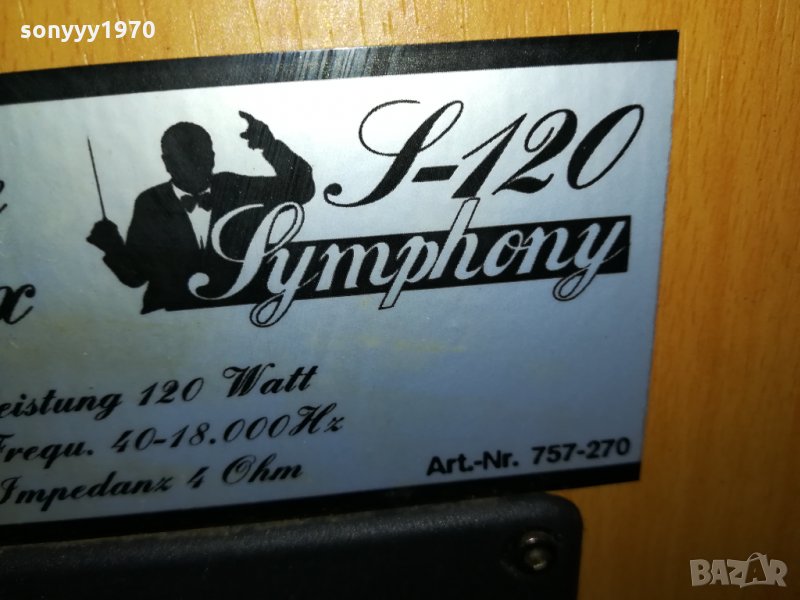 sonyyy1970
S-120
Symphony
eistung 120 Watt
Frequ. 40-18.000Hz
Impedanz 4 Ohm
Art.-Nr. 757-270
BAZAR